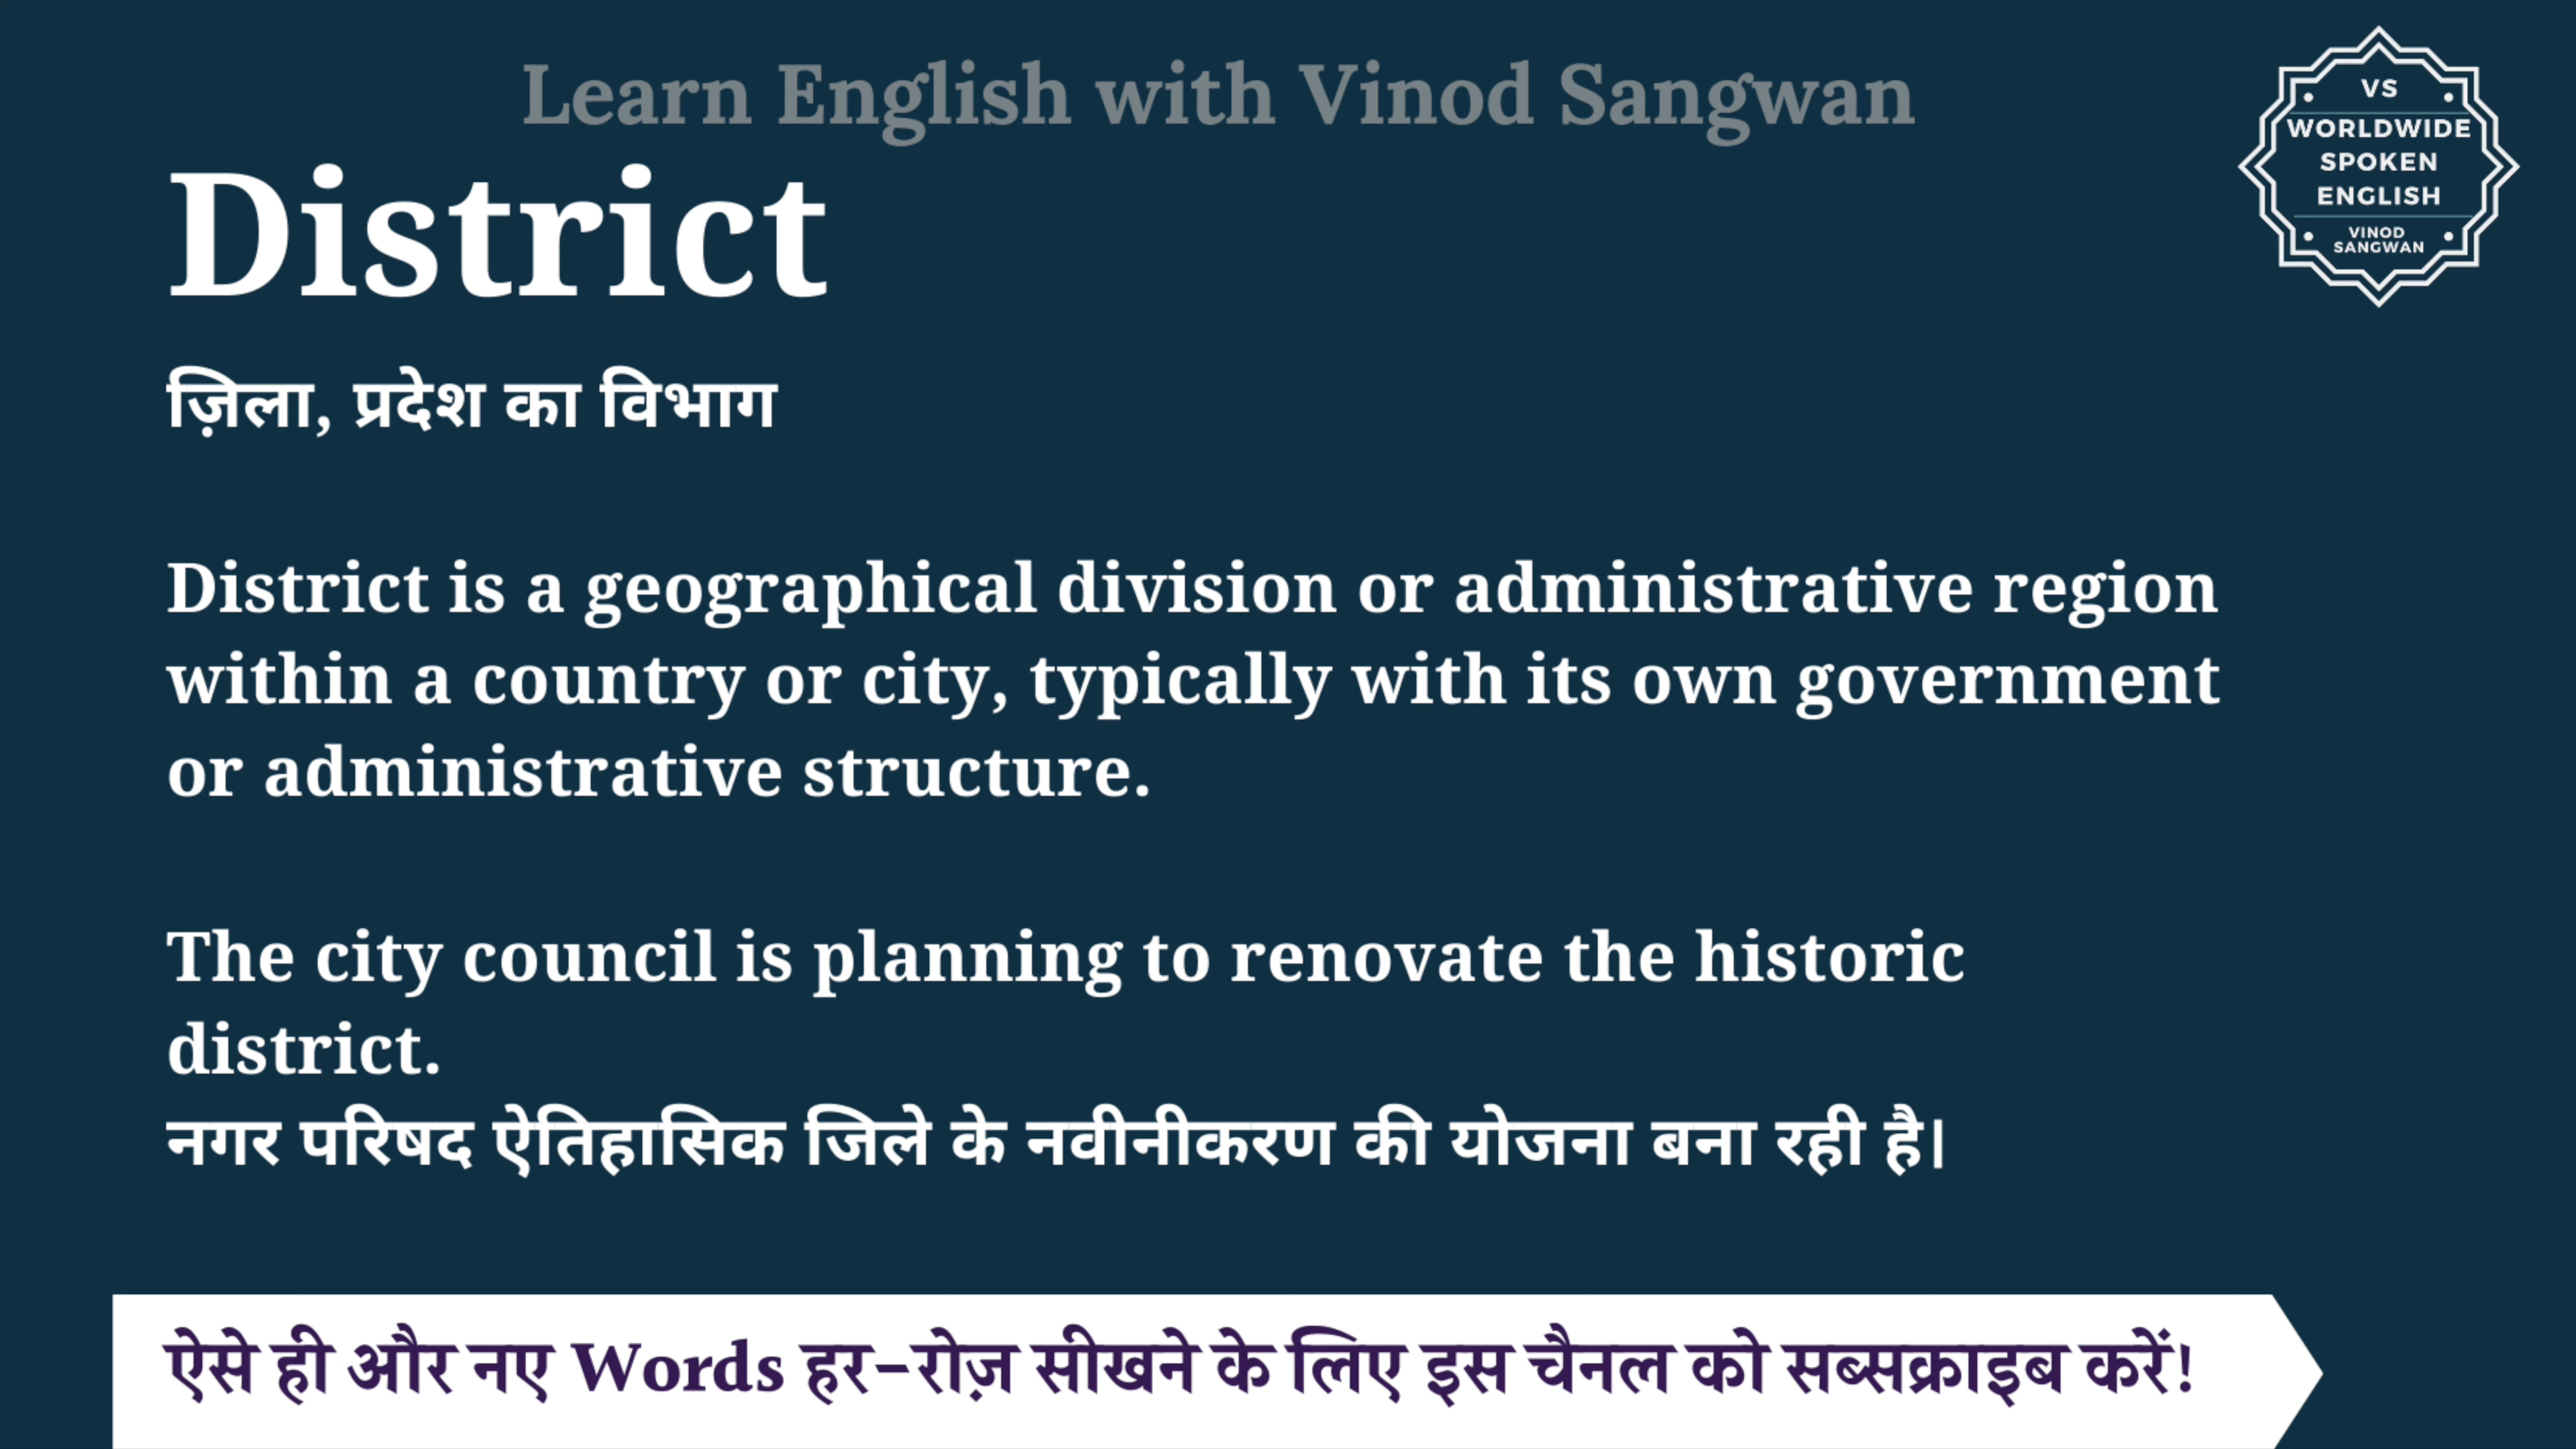 Learn English with Vinod Sangwan
VS
WORLDWIDE
SPOKEN
ENGLISH
VINOD
SANGWAN
District
ज़िला, प्रदेश का विभाग
District is a geographical division or administrative region
within a country or city, typically with its own government
or administrative structure.
The city council is planning to renovate the historic
district.
नगर परिषद ऐतिहासिक जिले के नवीनीकरण की योजना बना रही है।
ऐसे ही और नए Words हर-रोज़ सीखने के लिए इस चैनल को सब्सक्राइब करें!